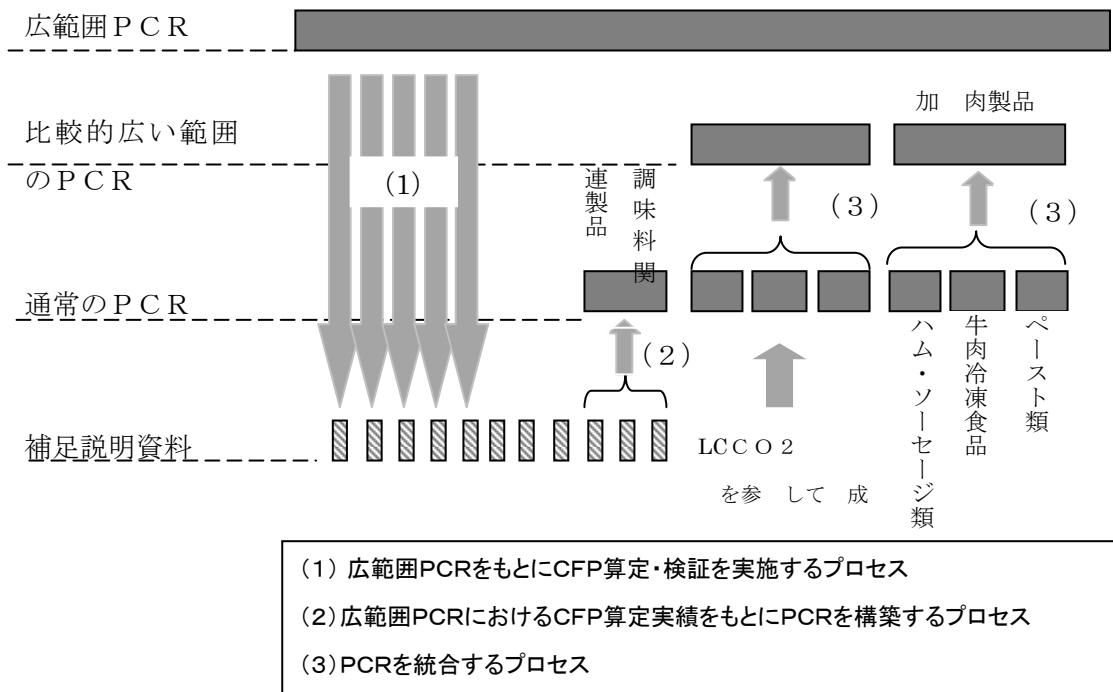 広範囲ＰＣＲ
加　肉製品
比較的広い範囲
のＰＣＲ
（１）
調味料関
連製品
（３）
（３）
通常のＰＣＲ
（２）
ハム・ソーセージ類
牛肉冷凍食品
ペースト類
補足説明資料
ＬＣＣＯ２
を参　して　成
（１） 広範囲PCRをもとにCFP算定・検証を実施するプロセス
（２）広範囲PCRにおけるCFP算定実績をもとにPCRを構築するプロセス
（３）PCRを統合するプロセス